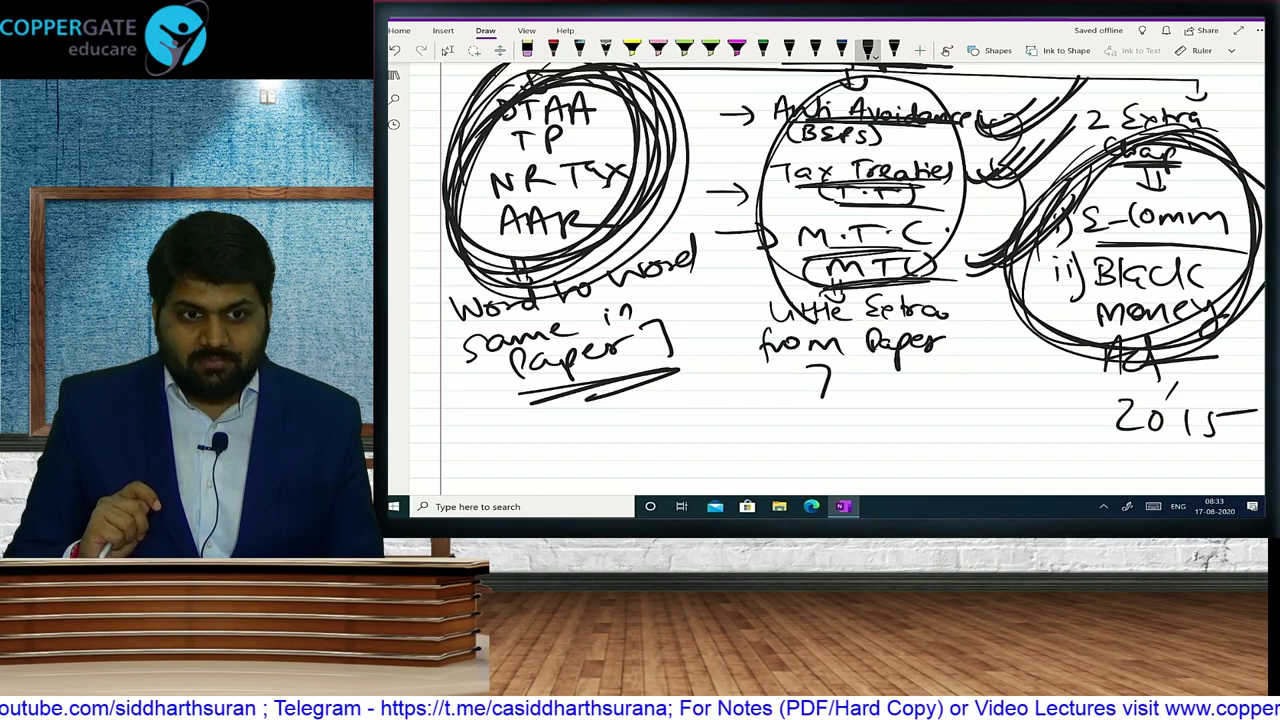 COPPERGATE
educare
Home Insert Draw View Help
Saved offline
Share
Shapes
Ink to Shape
Ink to Text
Ruler
DTAA
TP
NR Tax
AAR
Word to word
same in
Paper
Anti Avoidance
(BEPS)
Tax Treaties
(T.T)
M.T.C.
(MTC)
Little Extra
from Paper
7
2 Extra
Chap
i) E-Comm
ii) Black
money
Act,
2015
Type here to search
ENG
08:33
17-08-2020
outube.com/siddharthsuran ; Telegram - https://t.me/casiddharthsurana; For Notes (PDF/Hard Copy) or Video Lectures visit www.copper